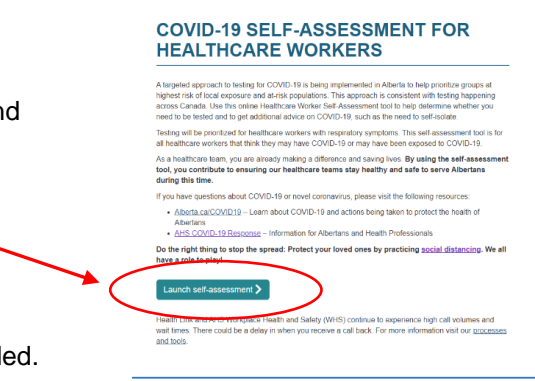 COVID-19 SELF-ASSESSMENT FOR
HEALTHCARE WORKERS
A targeted approach to testing for COVID-19 is being implemented in Alberta to help prioritize groups at
highest risk of local exposure and at-risk populations. This approach is consistent with testing happening
across Canada. Use this online Healthcare Worker Self-Assessment tool to help determine whether you
need to be tested and to get additional advice on COVID-19, such as the need to self-isolate.
Testing will be prioritized for healthcare workers with respiratory symptoms. This self-assessment tool is for
all healthcare workers that think they may have COVID-19 or may have been exposed to COVID-19.
As a healthcare team, you are already making a difference and saving lives. By using the self-assessment
tool, you contribute to ensuring our healthcare teams stay healthy and safe to serve Albertans
during this time.
If you have questions about COVID-19 or novel coronavirus, please visit the following resources:
• Alberta.ca/COVID19 – Learn about COVID-19 and actions being taken to protect the health of
Albertans
• AHS COVID-19 Response – Information for Albertans and Health Professionals
Do the right thing to stop the spread: Protect your loved ones by practicing social distancing. We all
have a role to play!
Launch self-assessment >
Health Link and AHS Workplace Health and Safety (WHS) continue to experience high call volumes and
wait times. There could be a delay in when you receive a call back. For more information visit our processes
and tools.
nd
led.